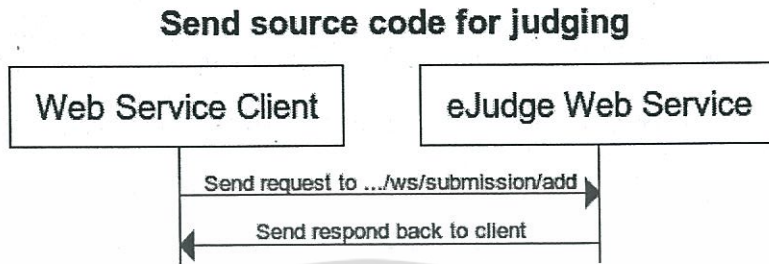 Send source code for judging
Web Service Client
eJudge Web Service
Send request to .../ws/submission/add
Send respond back to client